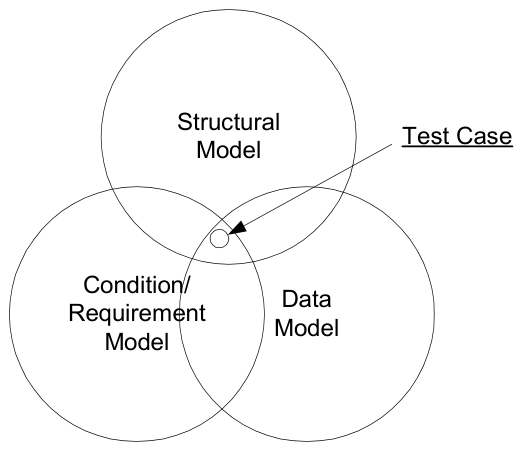 Structural
Model
Test Case
Condition/
Requirement
Model
Data
Model